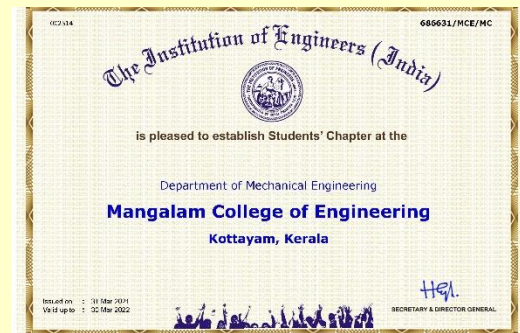 686631/MCE/MC
The Institution of Engineers (India)
is pleased to establish Students' Chapter at the
Department of Mechanical Engineering
Mangalam College of Engineering
Kottayam, Kerala
Issued on : 31 Mar 2021
Valid up to : 30 Mar 2022
SECRETARY & DIRECTOR GENERAL